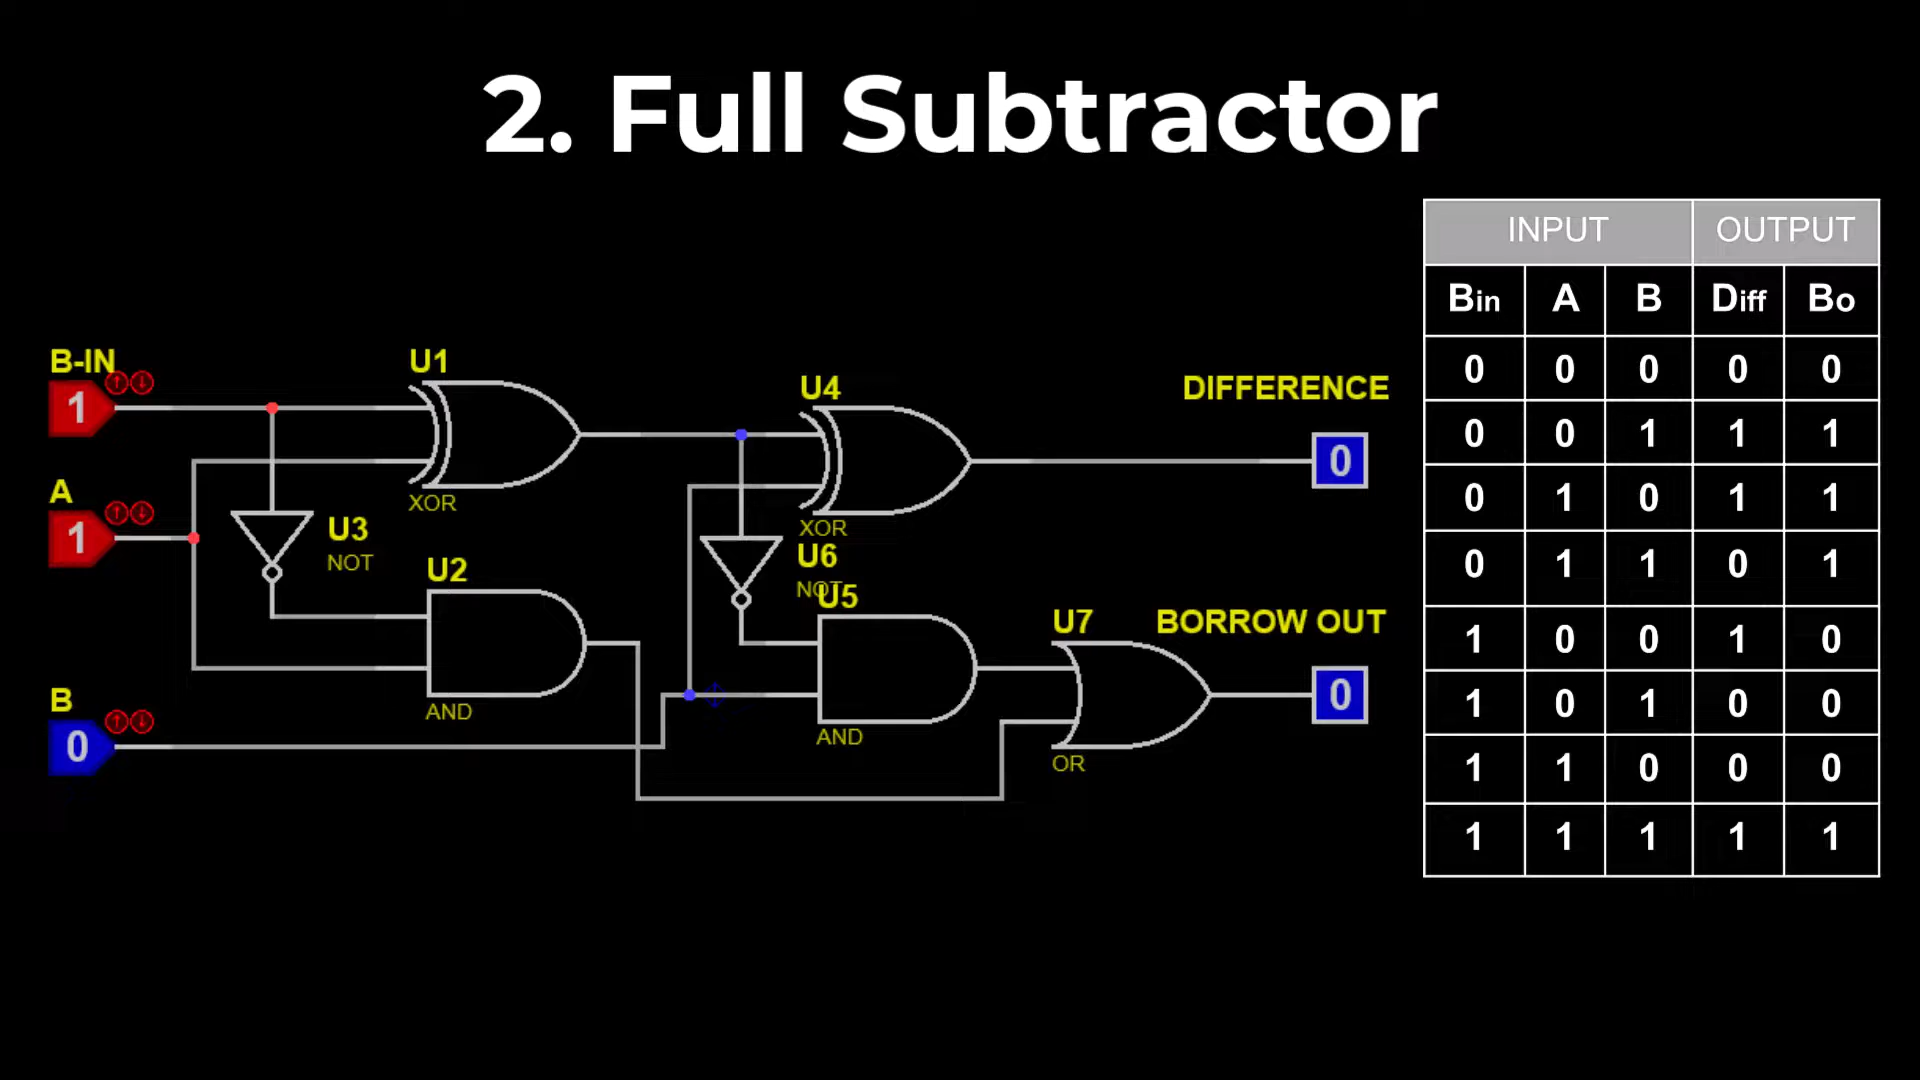 2. Full Subtractor
INPUT OUTPUT
Bin A B Diff Bo
0 0 0 0 0
0 0 1 1 1
0 1 0 1 1
0 1 1 0 1
1 0 0 1 0
1 0 1 0 0
1 1 0 0 0
1 1 1 1 1
B-IN
1
A
1
B
0
U1
XOR
U3
NOT
U2
AND
U4
XOR
U6
NOT
U5
AND
U7
OR
DIFFERENCE
0
BORROW OUT
0